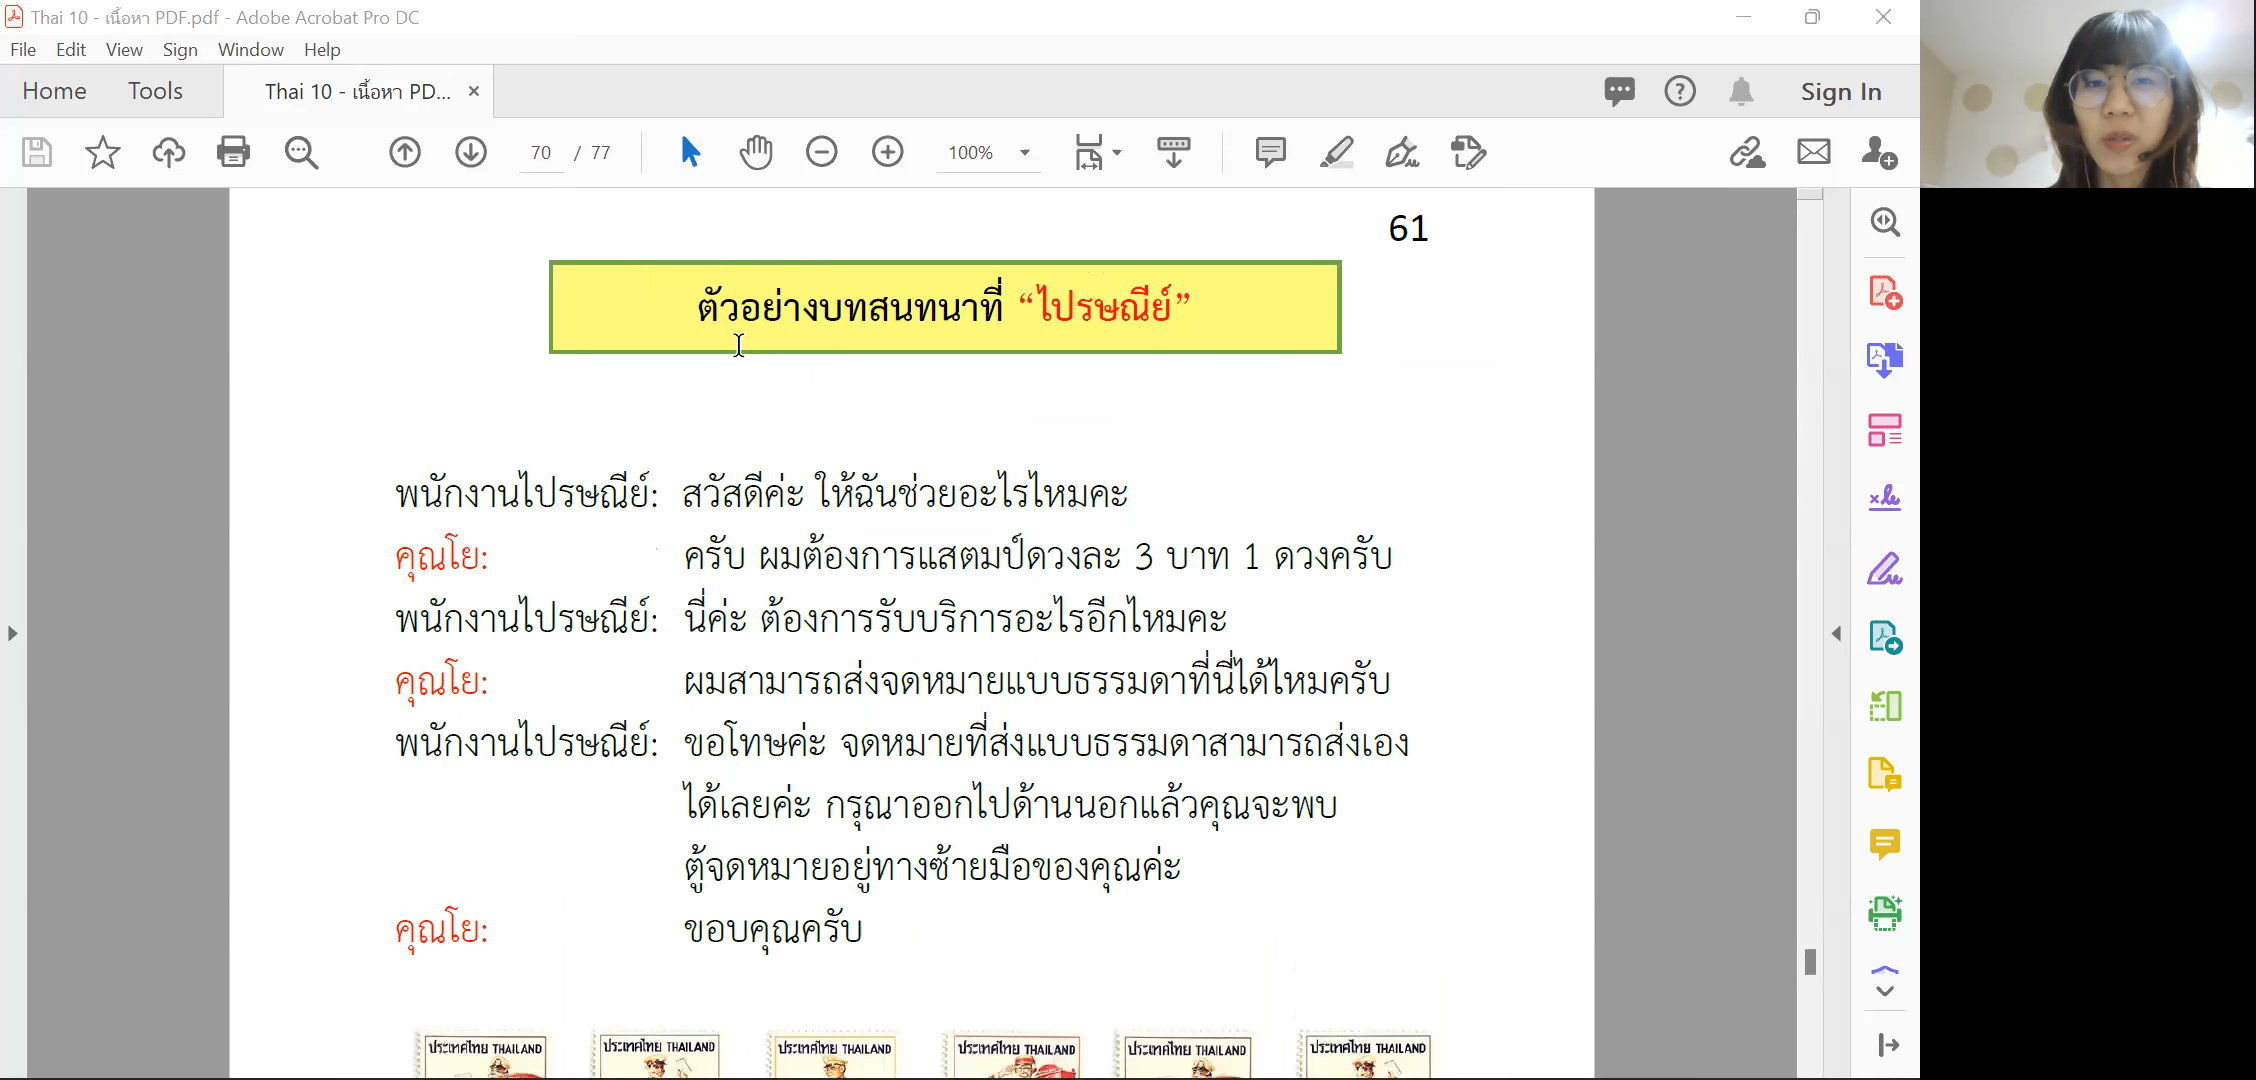 Thai 10 - เนื้อหา PDF.pdf - Adobe Acrobat Pro DC
File Edit View Sign Window Help
Home Tools Thai 10 - เนื้อหา PD... × Sign In
70 / 77 100%
61
ตัวอย่างบทสนทนาที่ “ไปรษณีย์”
พนักงานไปรษณีย์: สวัสดีค่ะ ให้ฉันช่วยอะไรไหมคะ
คุณโย: ครับ ผมต้องการแสตมป์ดวงละ 3 บาท 1 ดวงครับ
พนักงานไปรษณีย์: นี่ค่ะ ต้องการรับบริการอะไรอีกไหมคะ
คุณโย: ผมสามารถส่งจดหมายแบบธรรมดาที่นี่ได้ไหมครับ
พนักงานไปรษณีย์: ขอโทษค่ะ จดหมายที่ส่งแบบธรรมดาสามารถส่งเอง
ได้เลยค่ะ กรุณาออกไปด้านนอกแล้วคุณจะพบ
ตู้จดหมายอยู่ทางซ้ายมือของคุณค่ะ
คุณโย: ขอบคุณครับ
ประเทศไทย THAILAND ประเทศไทย THAILAND ประเทศไทย THAILAND ประเทศไทย THAILAND ประเทศไทย THAILAND ประเทศไทย THAILAND